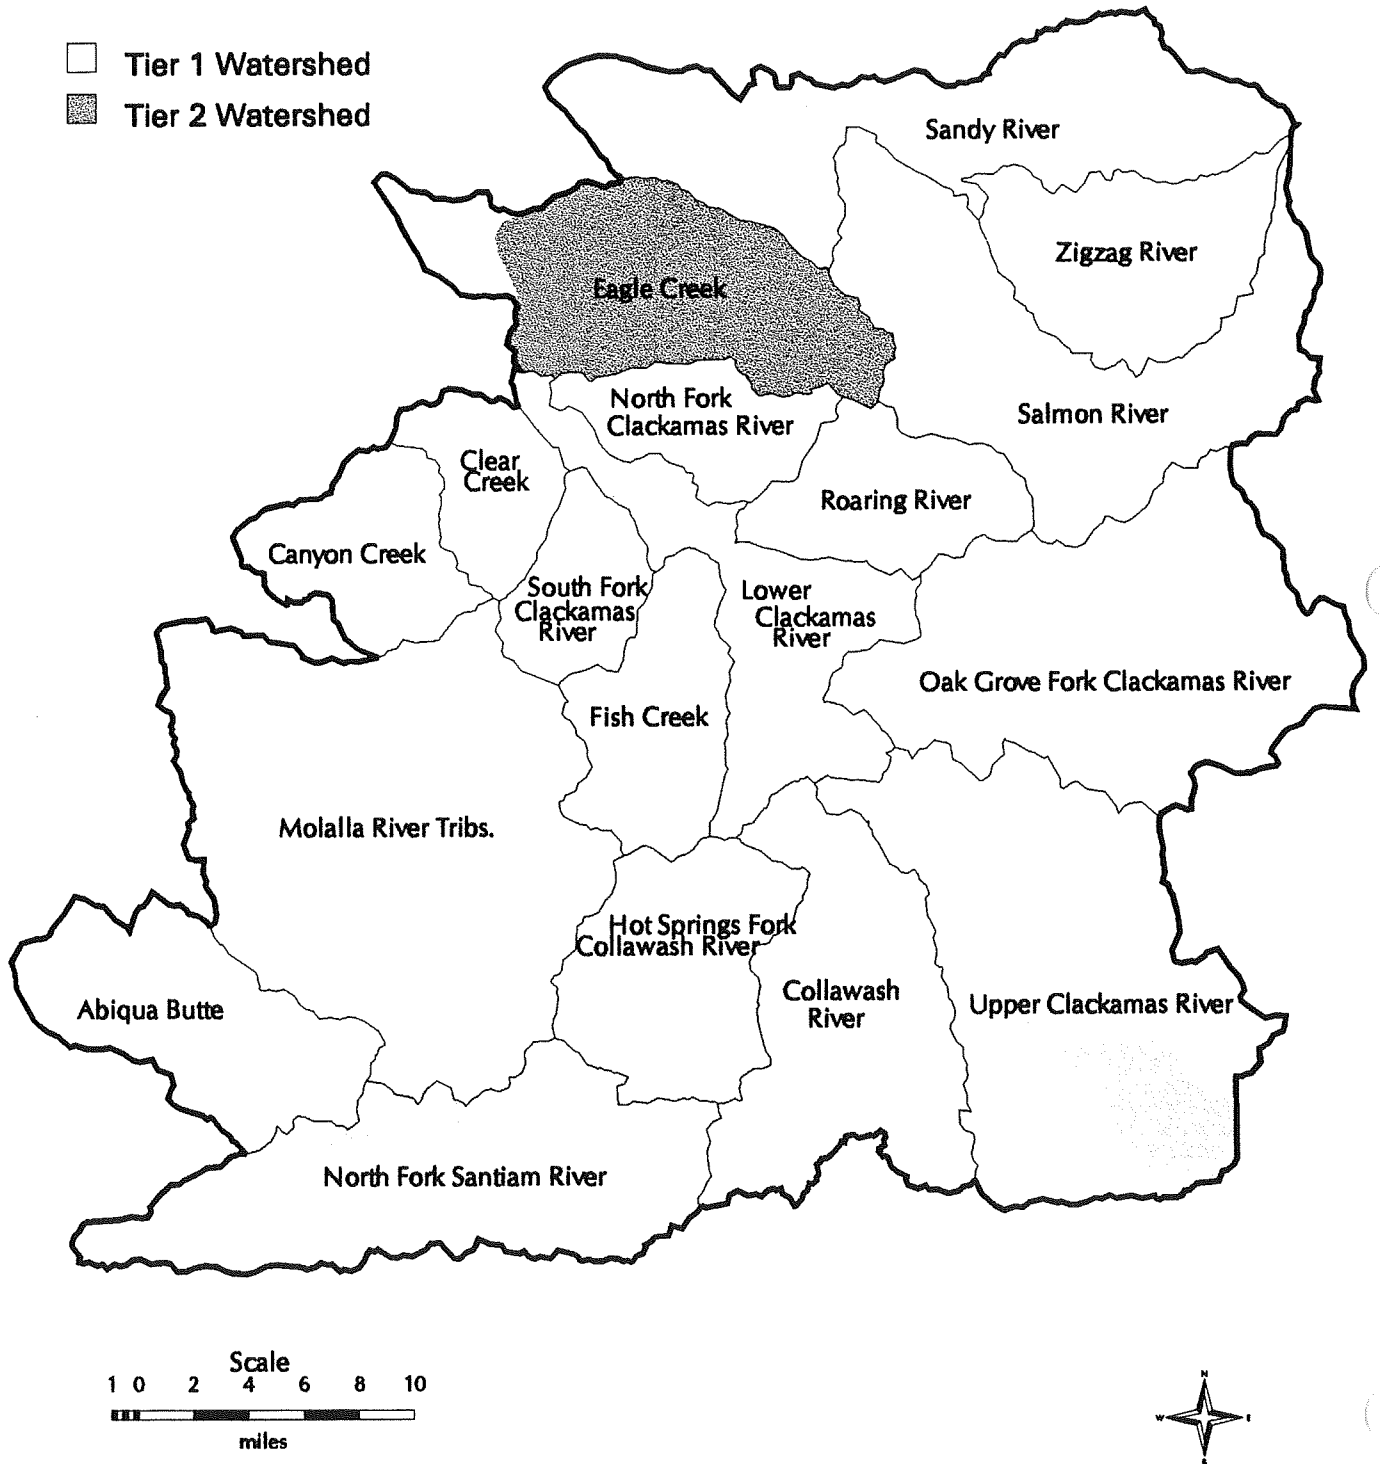 Tier 1 Watershed
Tier 2 Watershed
Sandy River
Zigzag River
Eagle Creek
North Fork
Clackamas River
Salmon River
Clear
Creek
Roaring River
Canyon Creek
South Fork
Clackamas
River
Lower
Clackamas
River
Oak Grove Fork Clackamas River
Fish Creek
Molalla River Tribs.
Hot Springs Fork
Collawash River
Collawash
River
Upper Clackamas River
Abiqua Butte
North Fork Santiam River
Scale
1 0 2 4 6 8 10
miles
N
W E
S